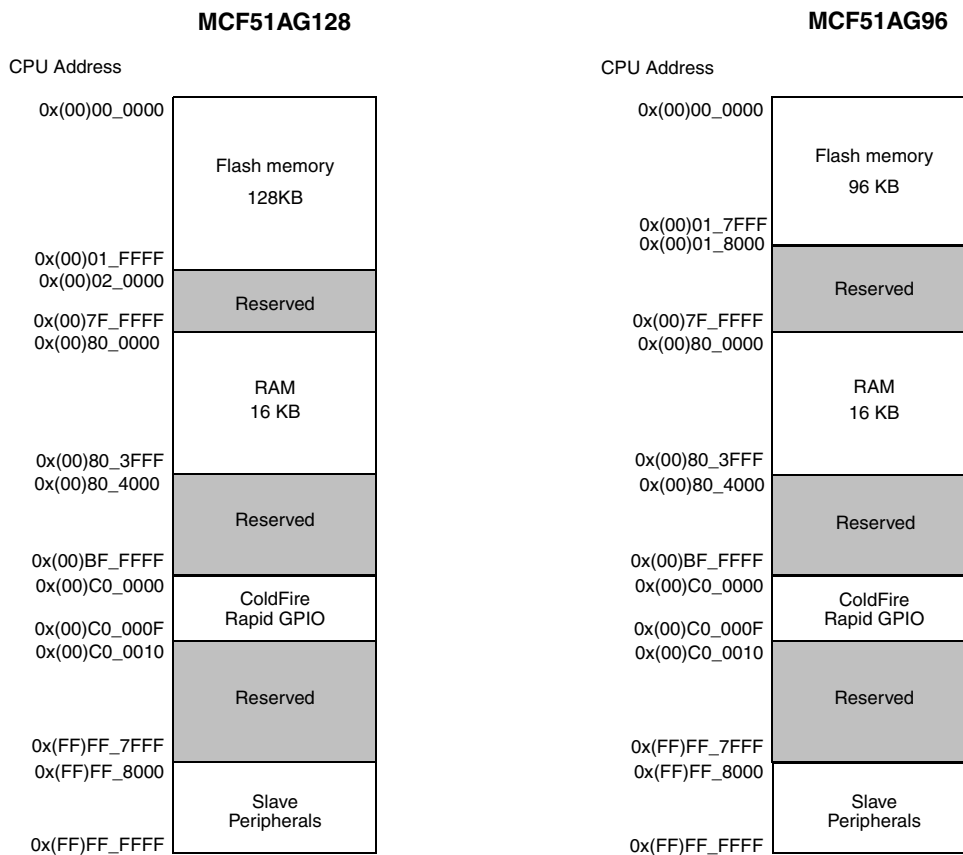 MCF51AG128
CPU Address
0x(00)00_0000
Flash memory
128KB
0x(00)01_FFFF
0x(00)02_0000
Reserved
0x(00)7F_FFFF
0x(00)80_0000
RAM
16 KB
0x(00)80_3FFF
0x(00)80_4000
Reserved
0x(00)BF_FFFF
0x(00)C0_0000
ColdFire
Rapid GPIO
0x(00)C0_000F
0x(00)C0_0010
Reserved
0x(FF)FF_7FFF
0x(FF)FF_8000
Slave
Peripherals
0x(FF)FF_FFFF
MCF51AG96
CPU Address
0x(00)00_0000
Flash memory
96 KB
0x(00)01_7FFF
0x(00)01_8000
Reserved
0x(00)7F_FFFF
0x(00)80_0000
RAM
16 KB
0x(00)80_3FFF
0x(00)80_4000
Reserved
0x(00)BF_FFFF
0x(00)C0_0000
ColdFire
Rapid GPIO
0x(00)C0_000F
0x(00)C0_0010
Reserved
0x(FF)FF_7FFF
0x(FF)FF_8000
Slave
Peripherals
0x(FF)FF_FFFF